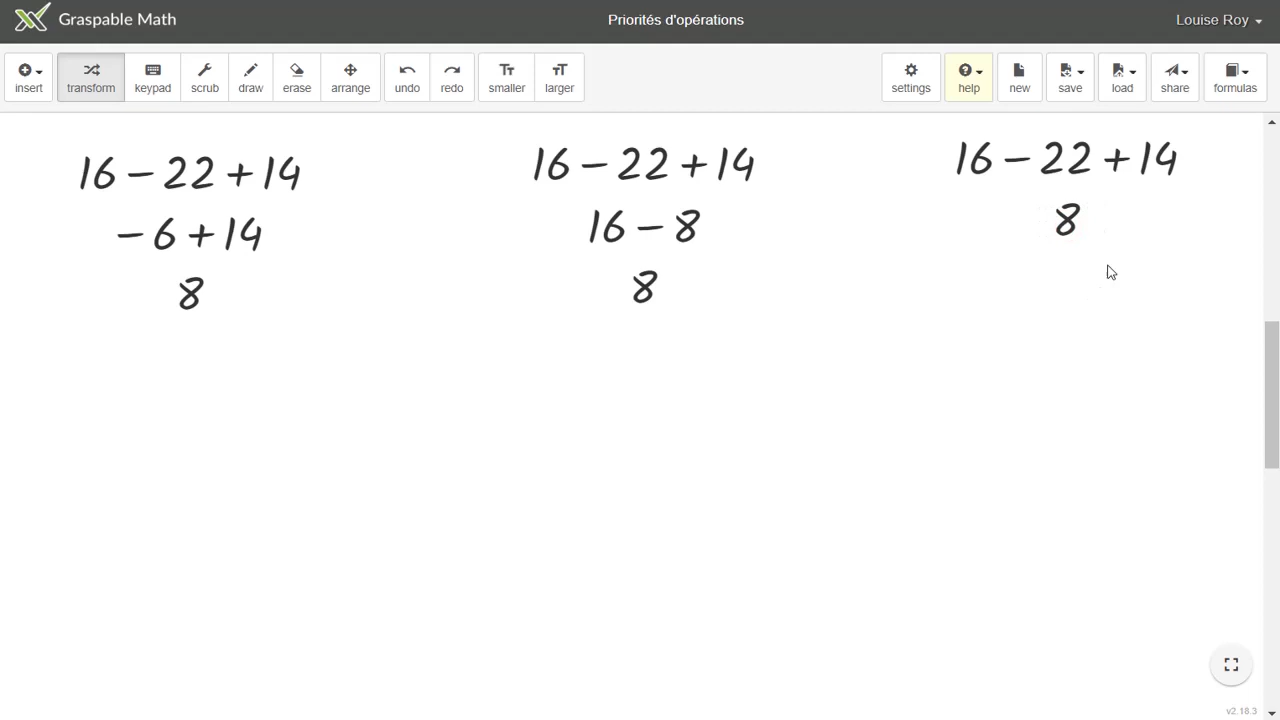 Graspable Math
Priorités d'opérations
Louise Roy
insert
transform
keypad
scrub
draw
erase
arrange
undo
redo
smaller
larger
settings
help
new
save
load
share
formulas
16 − 22 + 14
− 6 + 14
8
16 − 22 + 14
16 − 8
8
16 − 22 + 14
8
v2.18.3